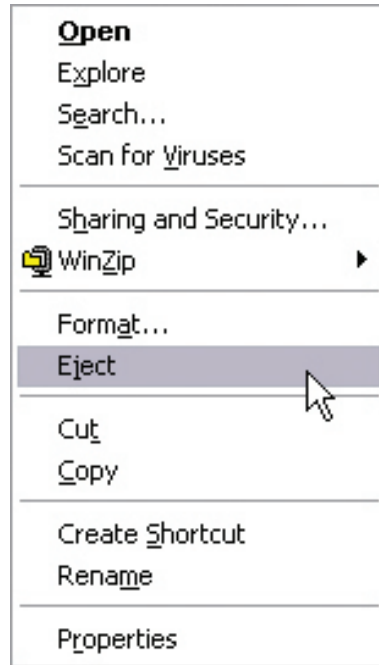 Open
Explore
Search...
Scan for Viruses
Sharing and Security...
WinZip
Format...
Eject
Cut
Copy
Create Shortcut
Rename
Properties